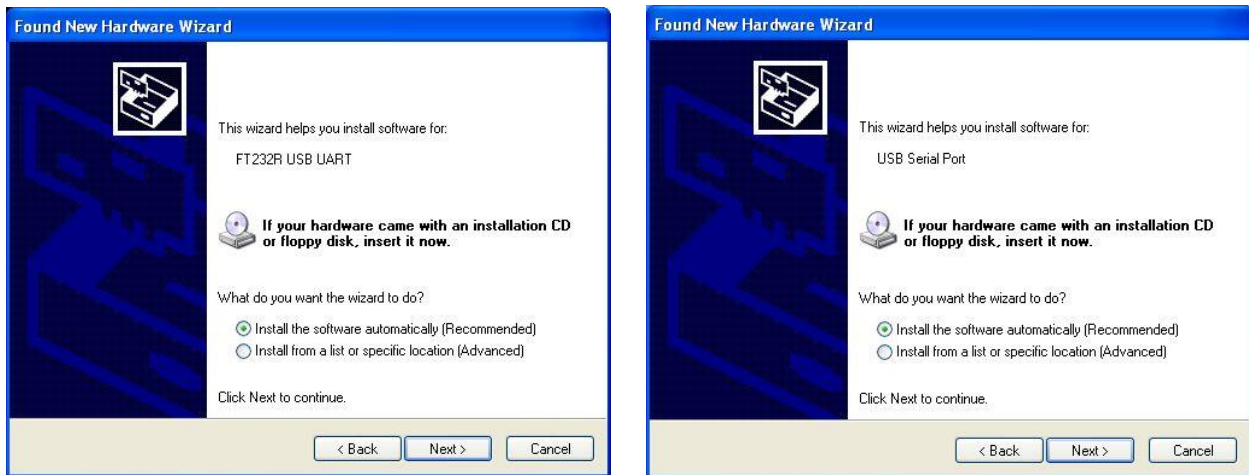 Found New Hardware Wizard
This wizard helps you install software for:
FT232R USB UART
If your hardware came with an installation CD
or floppy disk, insert it now.
What do you want the wizard to do?
Install the software automatically (Recommended)
Install from a list or specific location (Advanced)
Click Next to continue.
< Back Next > Cancel
Found New Hardware Wizard
This wizard helps you install software for:
USB Serial Port
If your hardware came with an installation CD
or floppy disk, insert it now.
What do you want the wizard to do?
Install the software automatically (Recommended)
Install from a list or specific location (Advanced)
Click Next to continue.
< Back Next > Cancel